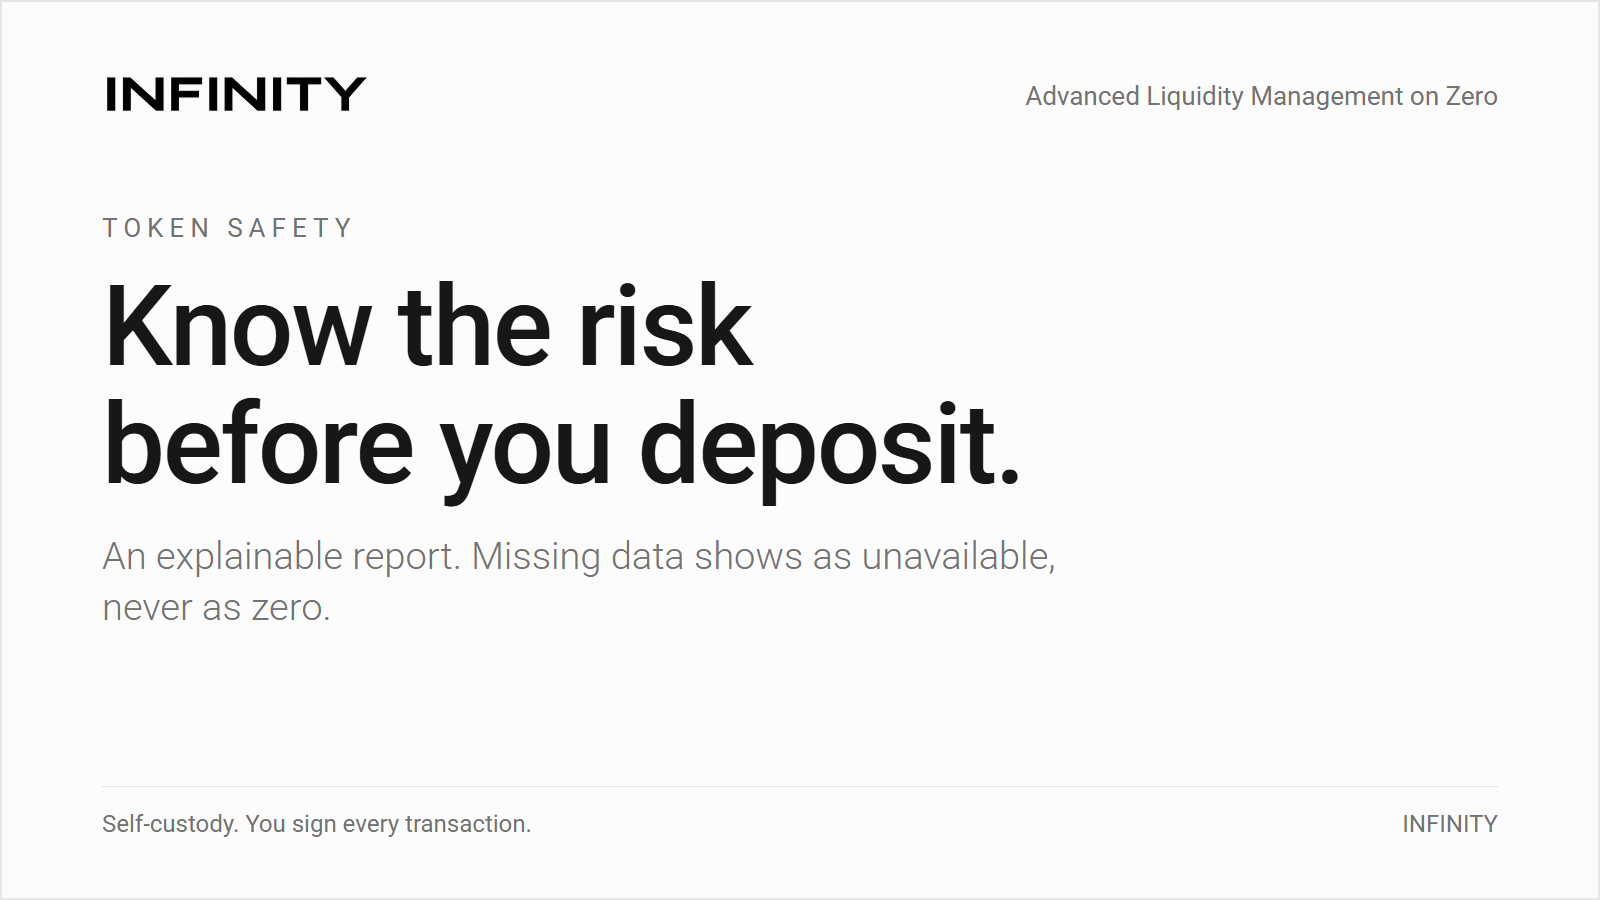 INFINITY
Advanced Liquidity Management on Zero
TOKEN SAFETY
Know the risk
before you deposit.
An explainable report. Missing data shows as unavailable,
never as zero.
Self-custody. You sign every transaction.
INFINITY